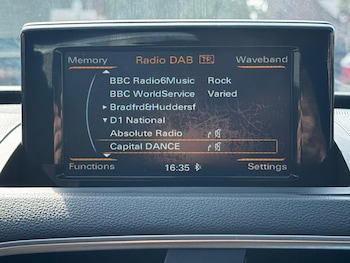 Memory Radio DAB TP Waveband
BBC Radio6Music Rock
BBC WorldService Varied
Bradfrd&Huddersf
D1 National
Absolute Radio
Capital DANCE
Functions 16:35 Settings